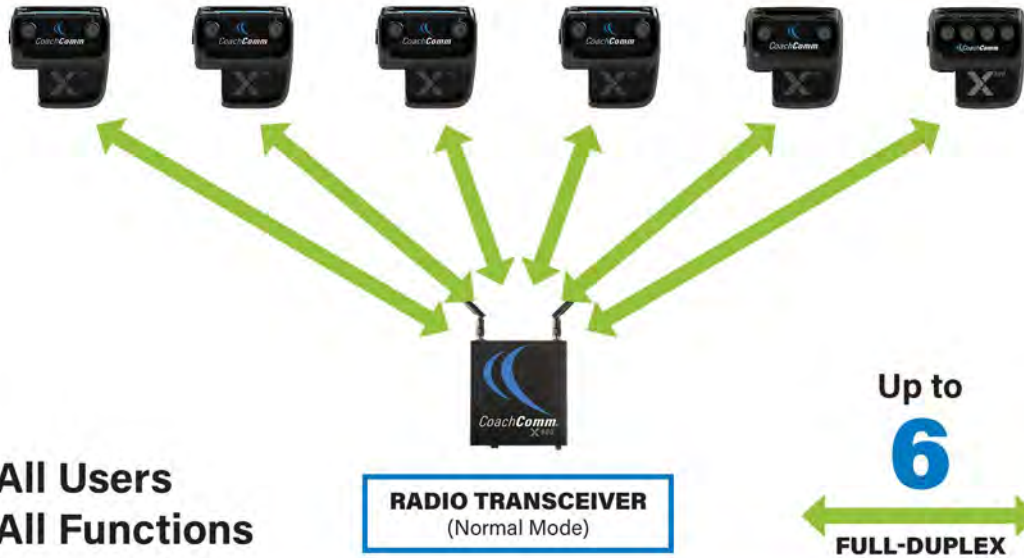 CoachComm
X
CoachComm
X
CoachComm
X
CoachComm
X
CoachComm
X
CoachComm
X
CoachComm
X
Up to
6
FULL-DUPLEX
All Users
All Functions
RADIO TRANSCEIVER
(Normal Mode)